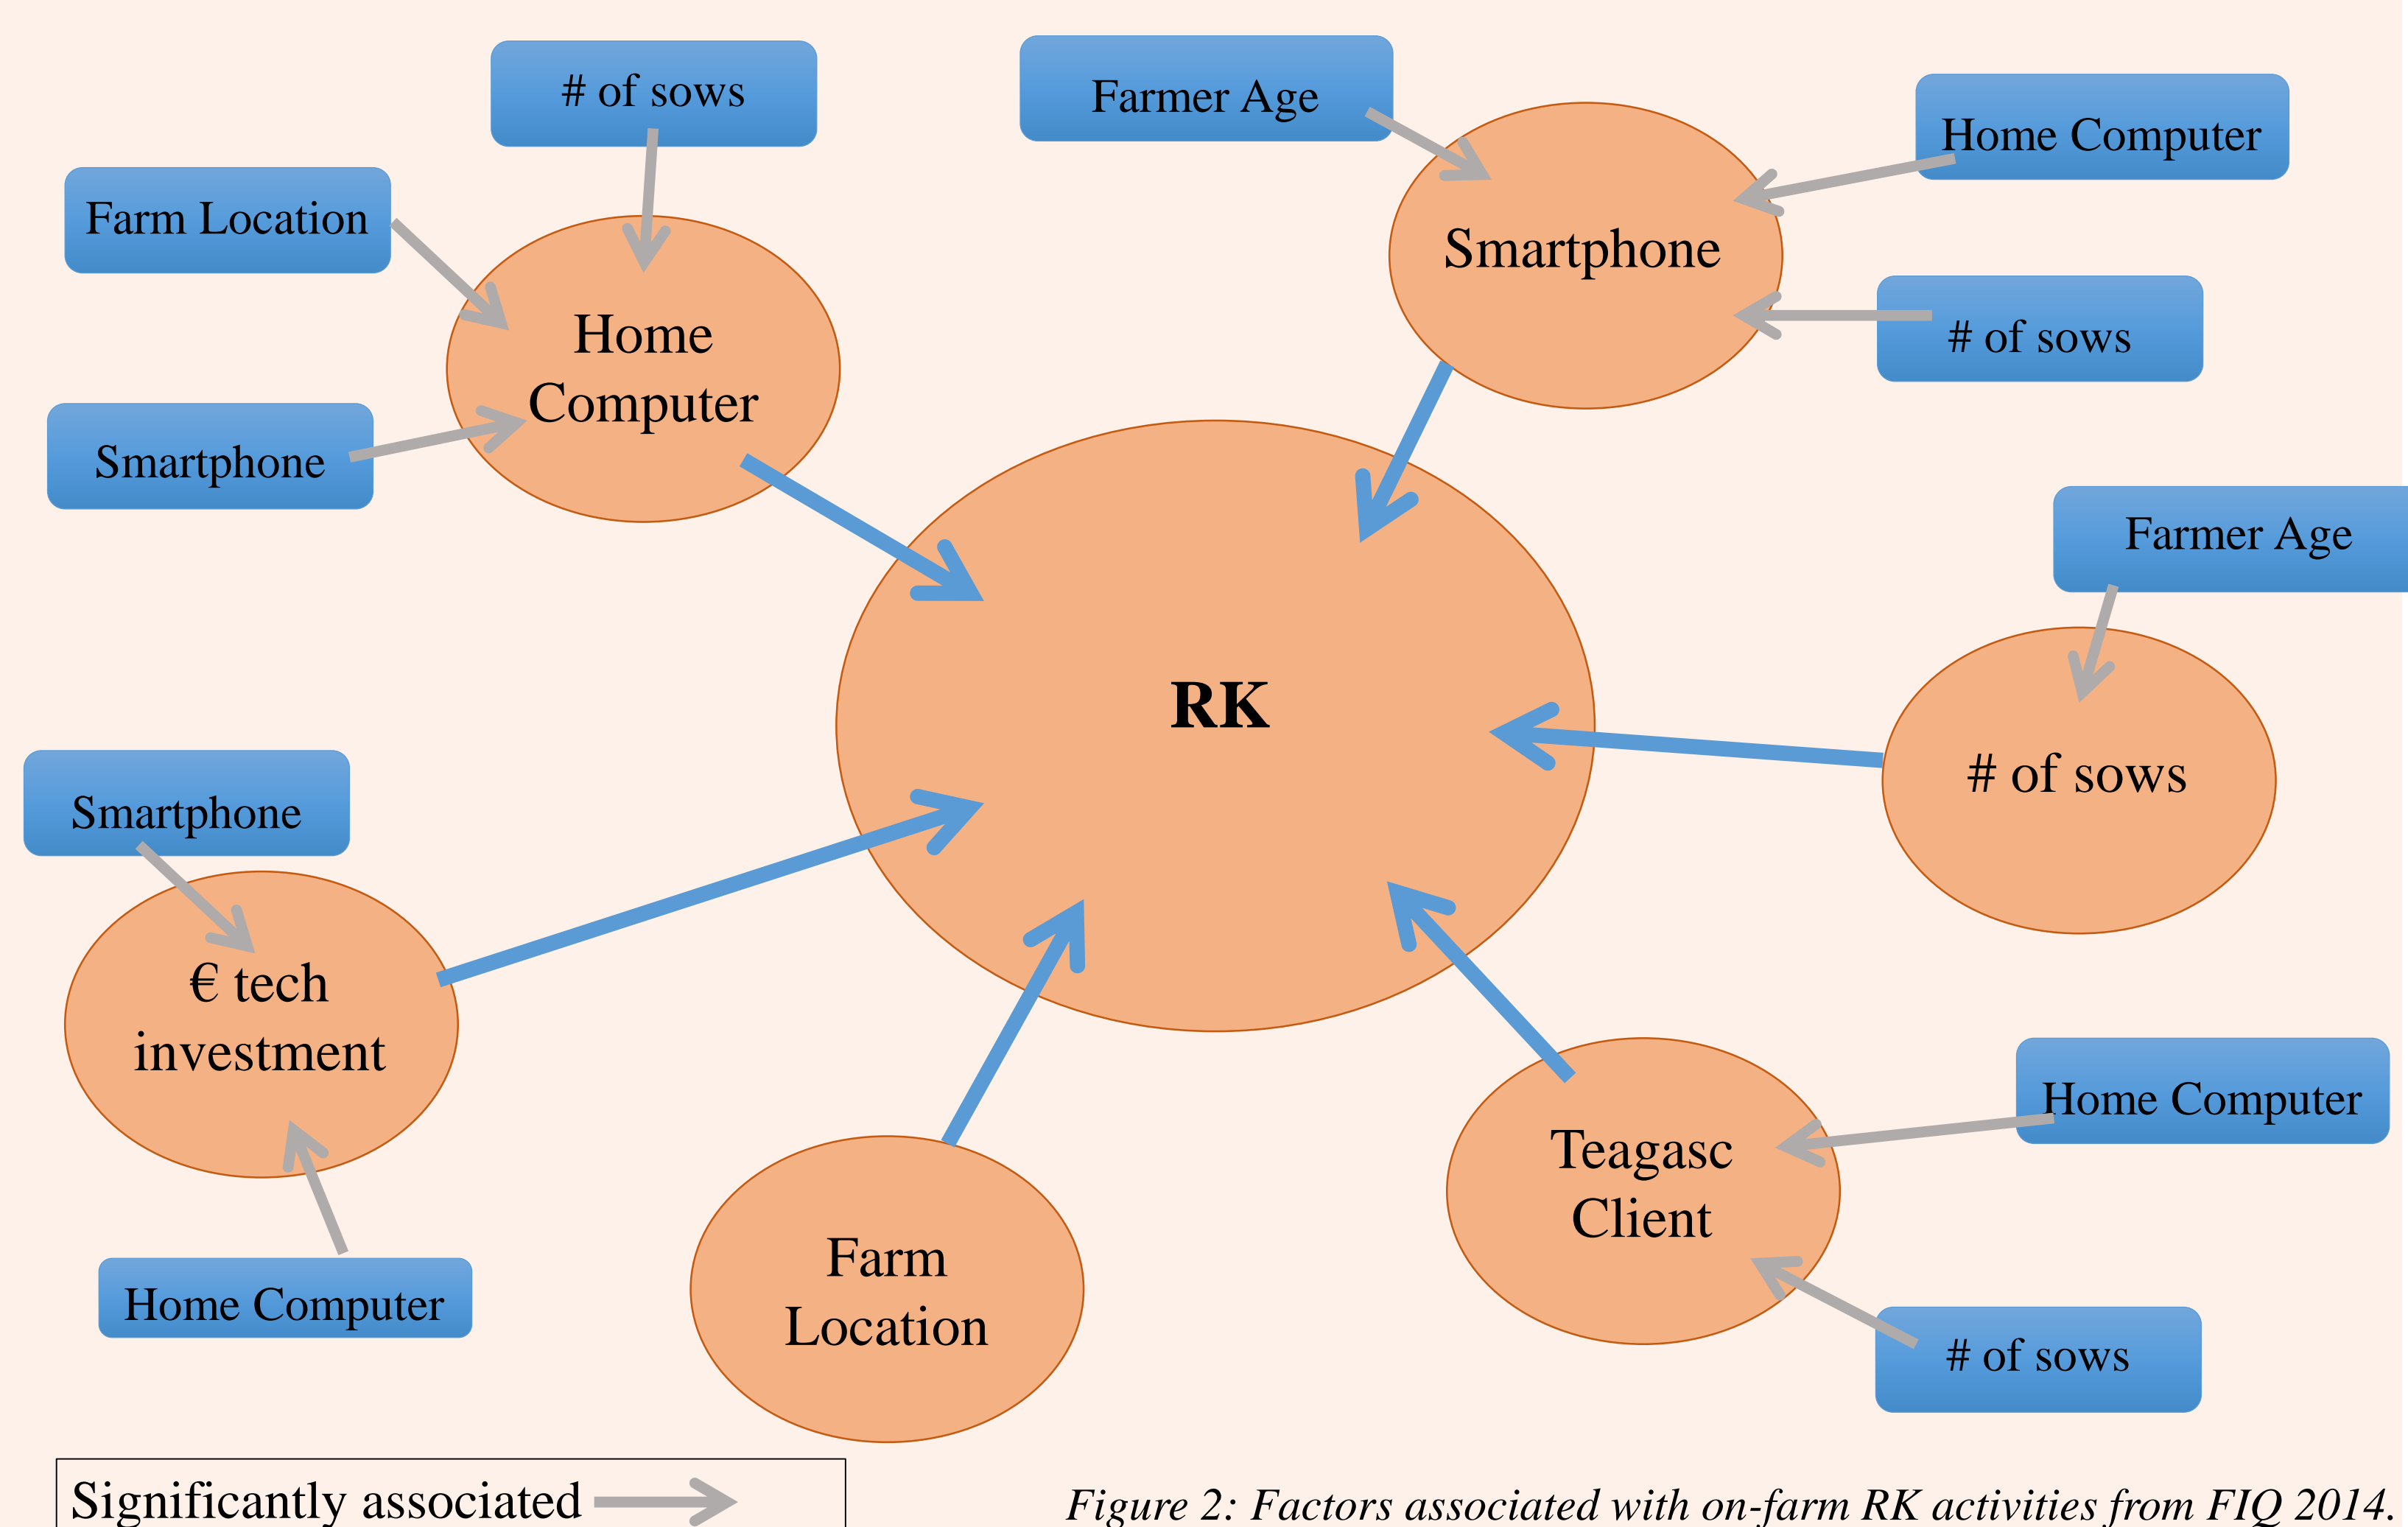 # of sows
Farmer Age
Home Computer
Farm Location
Smartphone
Home
Computer
# of sows
Smartphone
Farmer Age
RK
# of sows
Smartphone
€ tech
investment
Home Computer
Teagasc
Client
Farm
Location
Home Computer
# of sows
Significantly associated
Figure 2: Factors associated with on-farm RK activities from FIQ 2014.